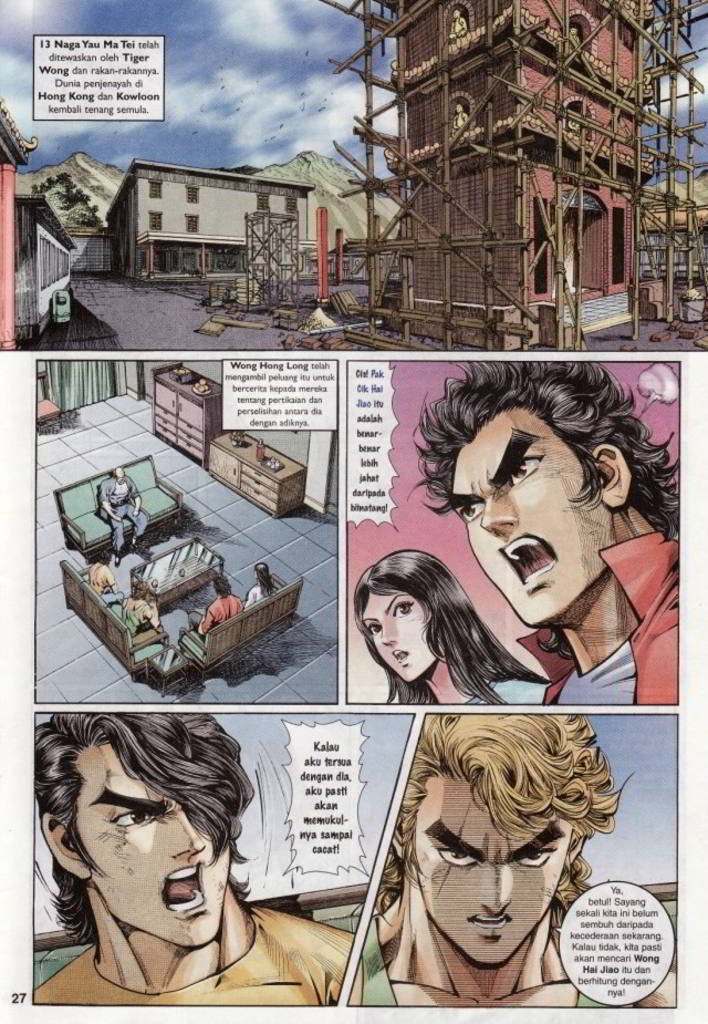 13 Naga Yau Ma Tei telah
ditewaskan oleh Tiger
Wong dan rakan-rakannya.
Dunia penjenayah di
Hong Kong dan Kowloon
kembali tenang semula.
Wong Hong Long telah
mengambil peluang itu untuk
bercerita kepada mereka
tentang pertikaian dan
perselisihan antara dia
dengan adiknya.
Cis! Pak
Cik Hai
Jiao itu
adalah
benar-
benar
lebih
jahat
daripada
biinatang!
Kalau
aku tersua
dengan dia,
aku pasti
akan
memukul-
nya sampai
cacat!
Ya,
betul! Sayang
sekali kita ini belum
sembuh daripada
kecederaan sekarang.
Kalau tidak, kita pasti
akan mencari Wong
Hai Jiao itu dan
berhitung dengan-
nya!
27